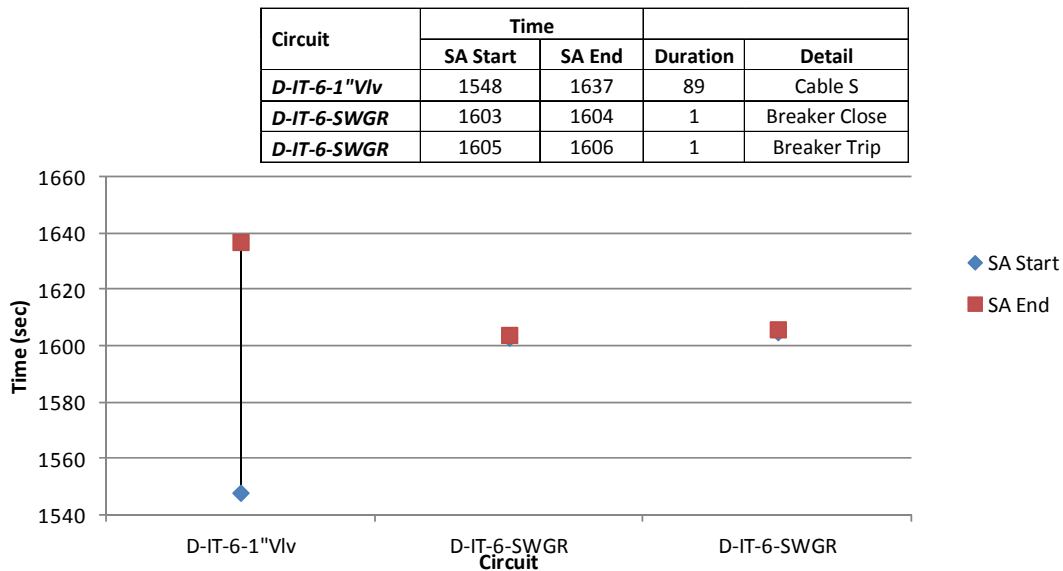 Circuit Time
SA Start SA End Duration Detail
D-IT-6-1"Vlv 1548 1637 89 Cable S
D-IT-6-SWGR 1603 1604 1 Breaker Close
D-IT-6-SWGR 1605 1606 1 Breaker Trip
1660
1640
1620
1600
1580
1560
1540
Time (sec)
SA Start
SA End
D-IT-6-1"Vlv D-IT-6-SWGR D-IT-6-SWGR
Circuit